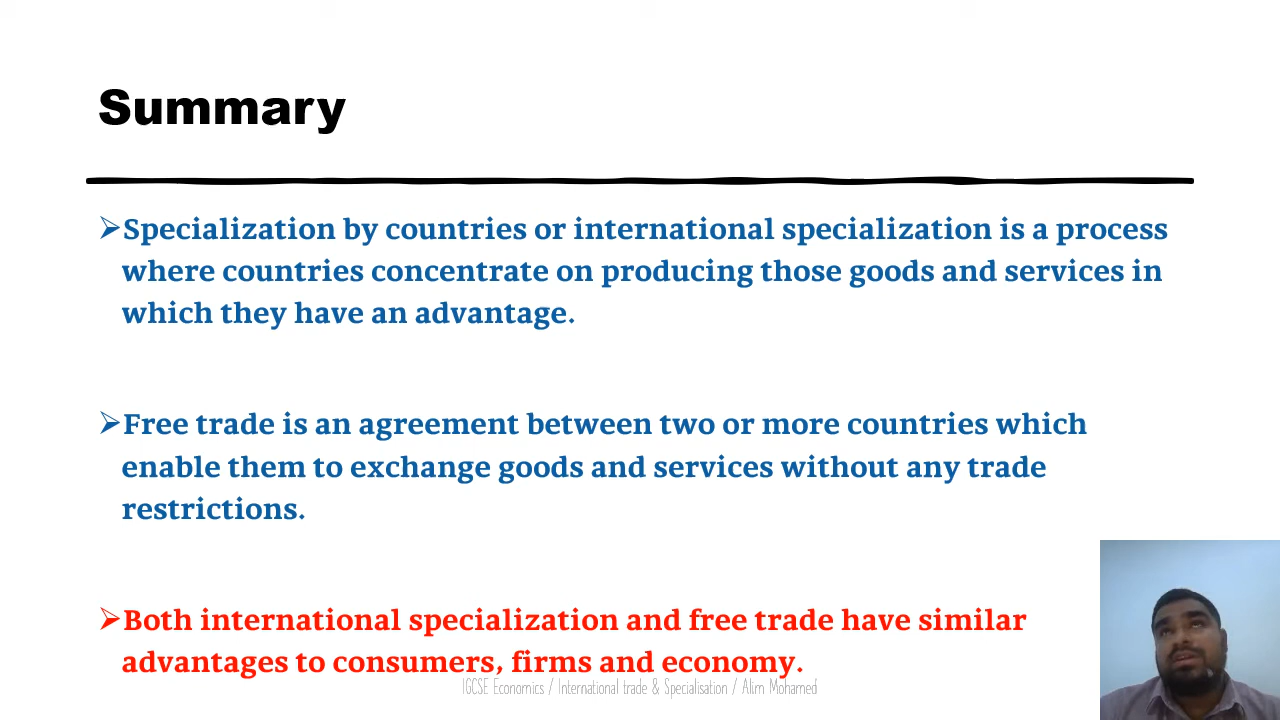 Summary
➢Specialization by countries or international specialization is a process
where countries concentrate on producing those goods and services in
which they have an advantage.
➢Free trade is an agreement between two or more countries which
enable them to exchange goods and services without any trade
restrictions.
➢Both international specialization and free trade have similar
advantages to consumers, firms and economy.
IGCSE Economics / International trade & Specialisation / Alim Mohamed